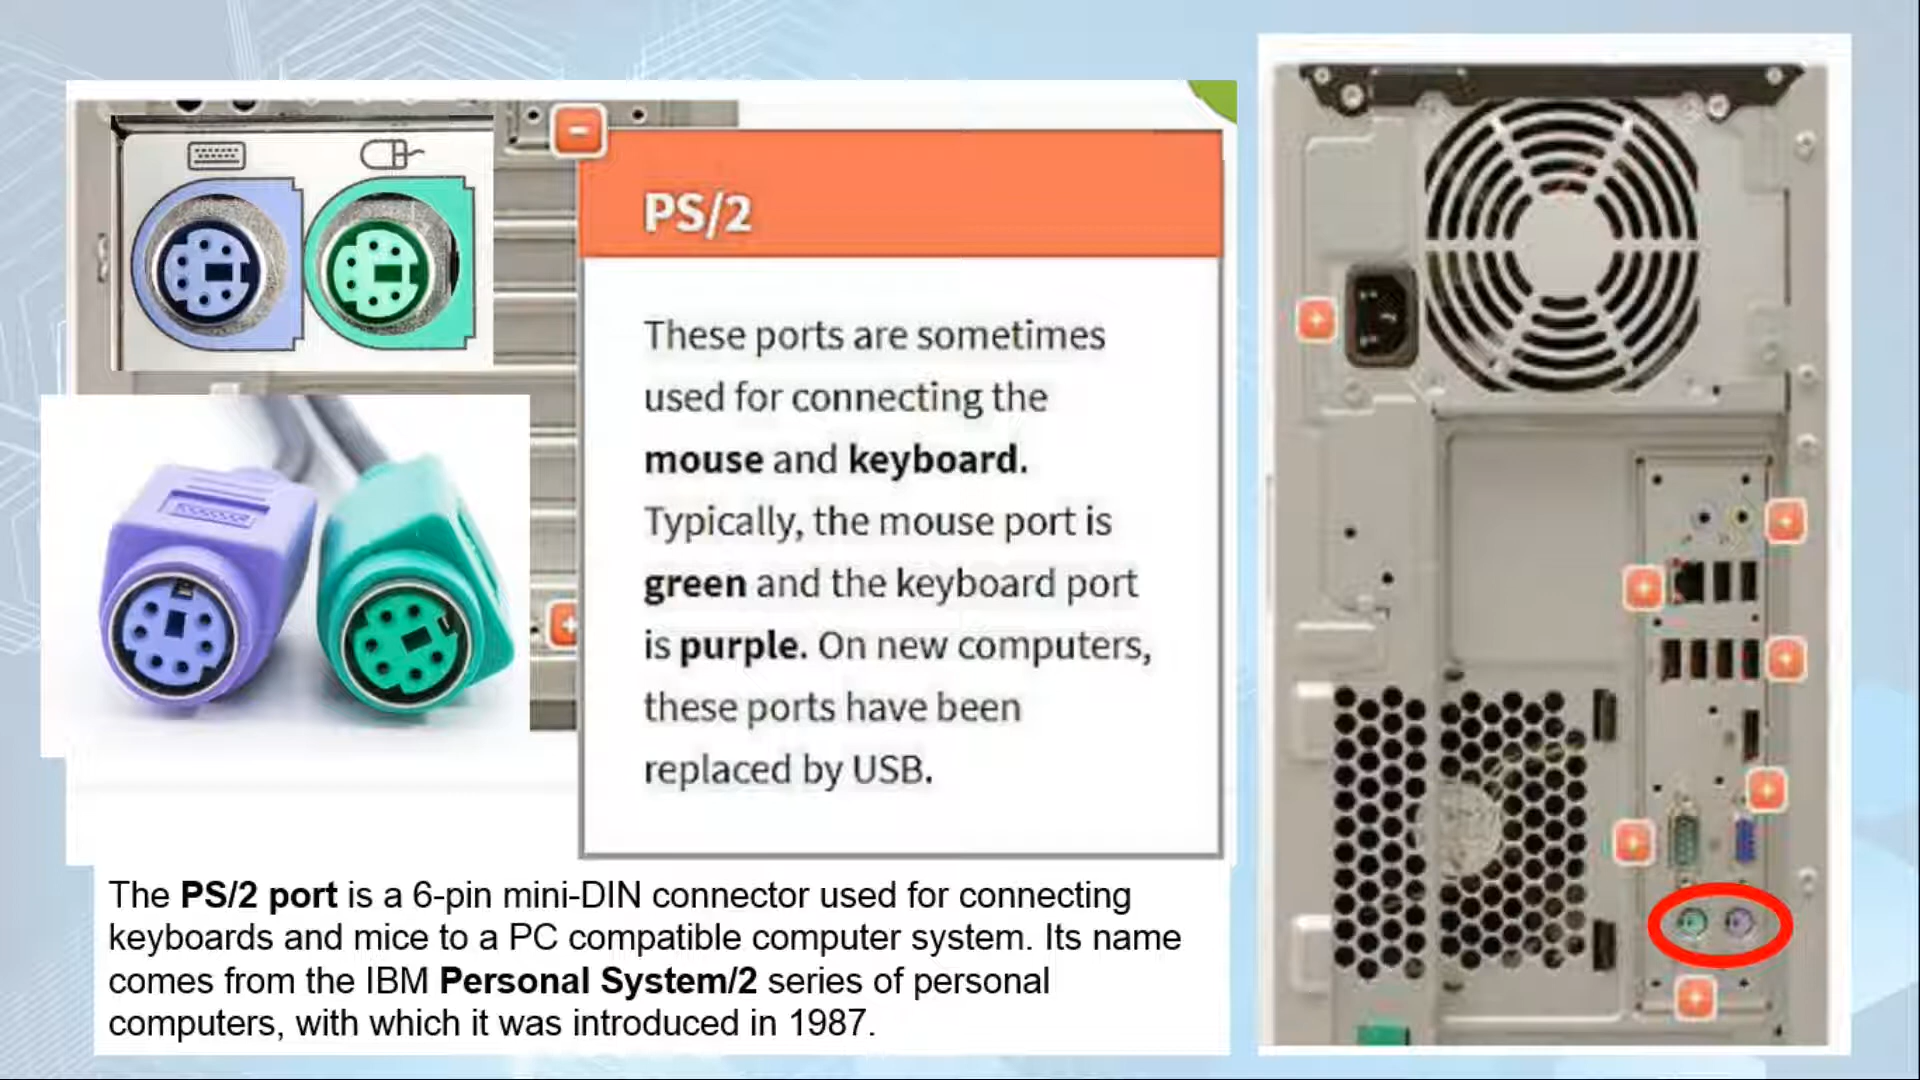 PS/2
These ports are sometimes
used for connecting the
mouse and keyboard.
Typically, the mouse port is
green and the keyboard port
is purple. On new computers,
these ports have been
replaced by USB.
The PS/2 port is a 6-pin mini-DIN connector used for connecting
keyboards and mice to a PC compatible computer system. Its name
comes from the IBM Personal System/2 series of personal
computers, with which it was introduced in 1987.